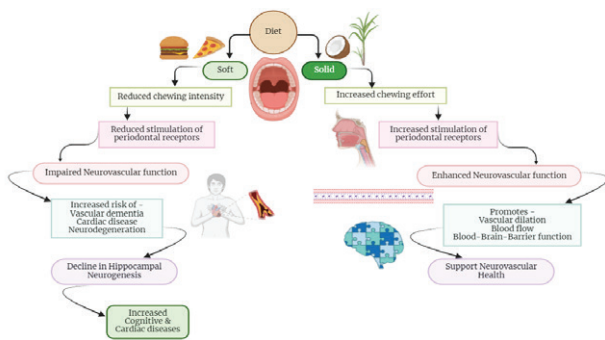 Diet
Soft
Solid
Reduced chewing intensity
Increased chewing effort
Reduced stimulation of
periodontal receptors
Increased stimulation of
periodontal receptors
Impaired Neurovascular function
Enhanced Neurovascular function
Increased risk of -
Vascular dementia
Cardiac disease
Neurodegeneration
Promotes -
Vascular dilation
Blood flow
Blood-Brain-Barrier function
Decline in Hippocampal
Neurogenesis
Support Neurovascular
Health
Increased
Cognitive &
Cardiac diseases